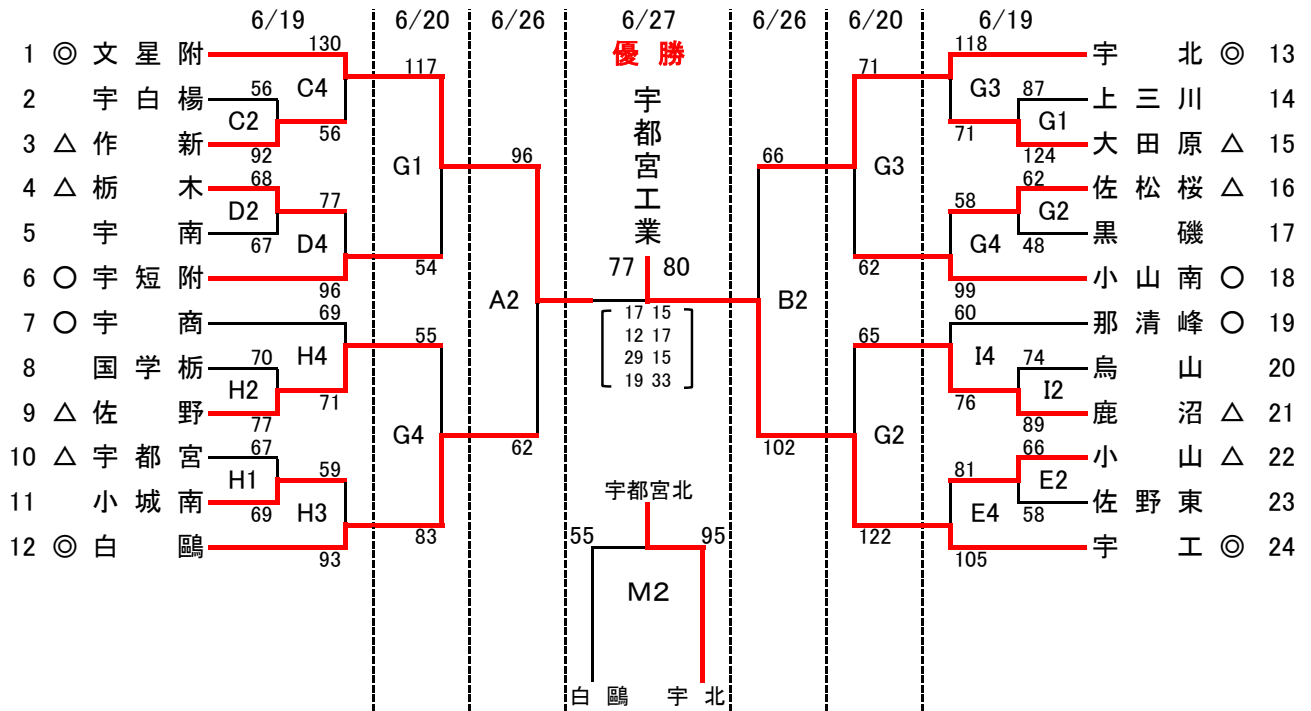 6/19 6/20 6/26 6/27 6/26 6/20 6/19
優勝
宇都宮工業
1 ◎ 文星附 130
2 宇白楊 56
3 △ 作新 92
C2
C4
56
4 △ 栃木 68
5 宇南 67
D2
77
D4
6 ○ 宇短附 96
117
G1
54
7 ○ 宇商 69
8 国学栃 70
9 △ 佐野 77
H2
H4
71
10 △ 宇都宮 67
11 小城南 69
H1
59
H3
12 ◎ 白鷗 93
55
G4
83
96
A2
62
77 80
17 15
12 17
29 15
19 33
118 宇北 ◎ 13
87 上三川 14
124 大田原 △ 15
G1
G3
71
62 佐松桜 △ 16
48 黒磯 17
G2
58
G4
99 小山南 ○ 18
71
G3
62
60 那清峰 ○ 19
74 烏山 20
89 鹿沼 △ 21
I2
I4
76
66 小山 △ 22
58 佐野東 23
E2
81
E4
105 宇工 ◎ 24
65
G2
122
66
B2
102
宇都宮北
55 95
M2
白鷗 宇北